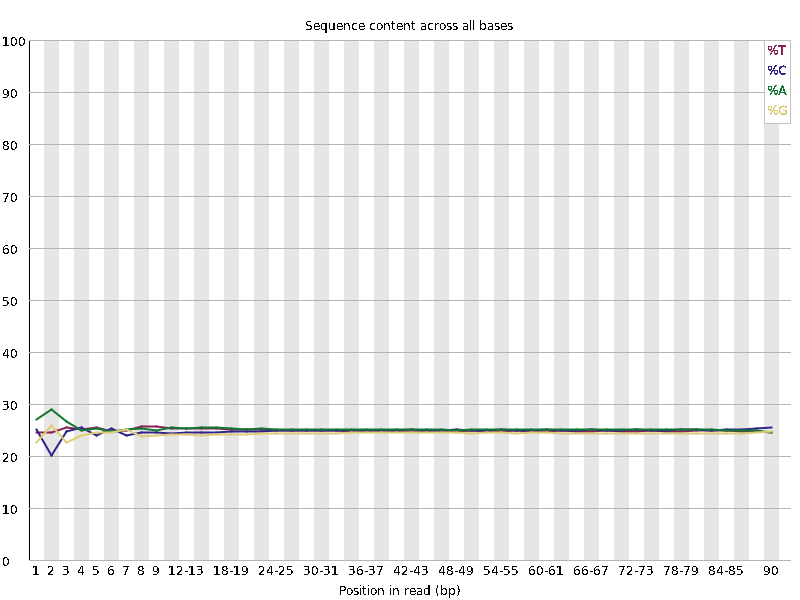 Sequence content across all bases
100
90
80
70
60
50
40
30
20
10
0
%T
%C
%A
%G
1 2 3 4 5 6 7 8 9 12-13 18-19 24-25 30-31 36-37 42-43 48-49 54-55 60-61 66-67 72-73 78-79 84-85 90
Position in read (bp)